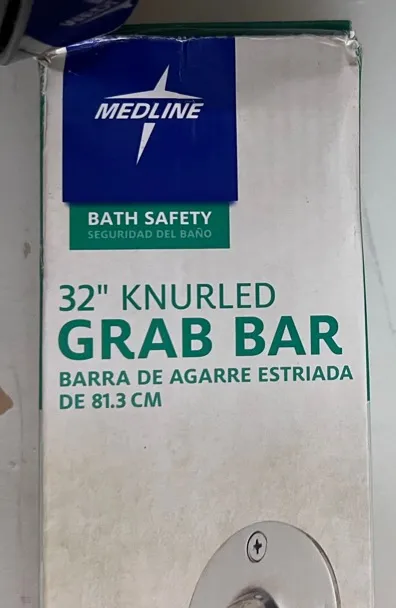 MEDLINE
BATH SAFETY
SEGURIDAD DEL BAÑO
32" KNURLED
GRAB BAR
BARRA DE AGARRE ESTRIADA
DE 81.3 CM